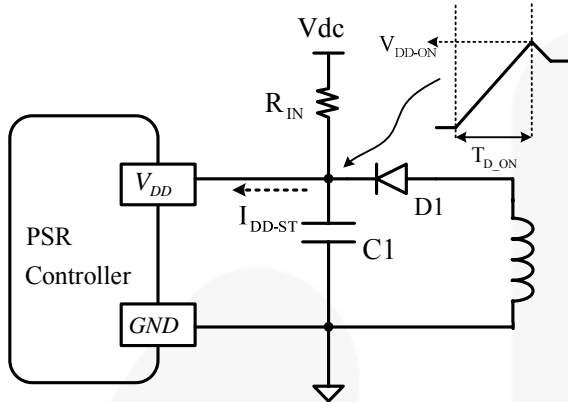 Vdc
V_DD-ON
R_IN
T_D_ON
V_DD
I_DD-ST
D1
PSR
Controller
C1
GND